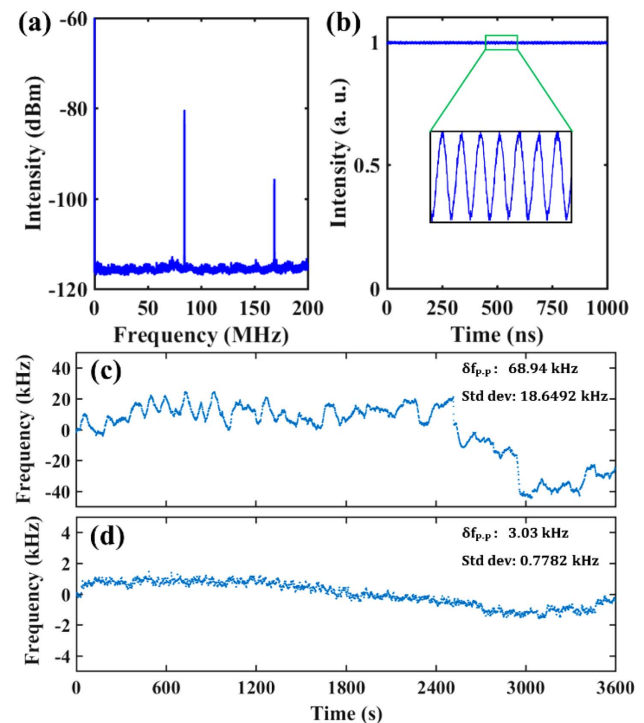 (a)
-60
-80
-100
-120
Intensity (dBm)
0 50 100 150 200
Frequency (MHz)
(b)
1
0.5
0
Intensity (a. u.)
0 250 500 750 1000
Time (ns)
(c)
δfP-P : 68.94 kHz
Std dev: 18.6492 kHz
40
20
0
-20
-40
Frequency (kHz)
(d)
δfP-P : 3.03 kHz
Std dev: 0.7782 kHz
4
2
0
-2
-4
Frequency (kHz)
0 600 1200 1800 2400 3000 3600
Time (s)